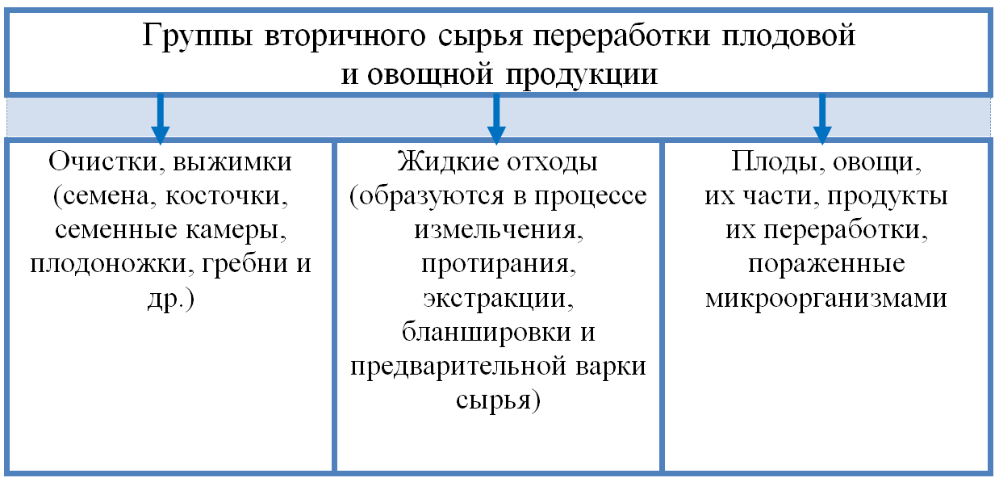 Группы вторичного сырья переработки плодовой
и овощной продукции
Очистки, выжимки
(семена, косточки,
семенные камеры,
плодоножки, гребни и
др.)
Жидкие отходы
(образуются в процессе
измельчения,
протирания,
экстракции,
бланшировки и
предварительной варки
сырья)
Плоды, овощи,
их части, продукты
их переработки,
пораженные
микроорганизмами